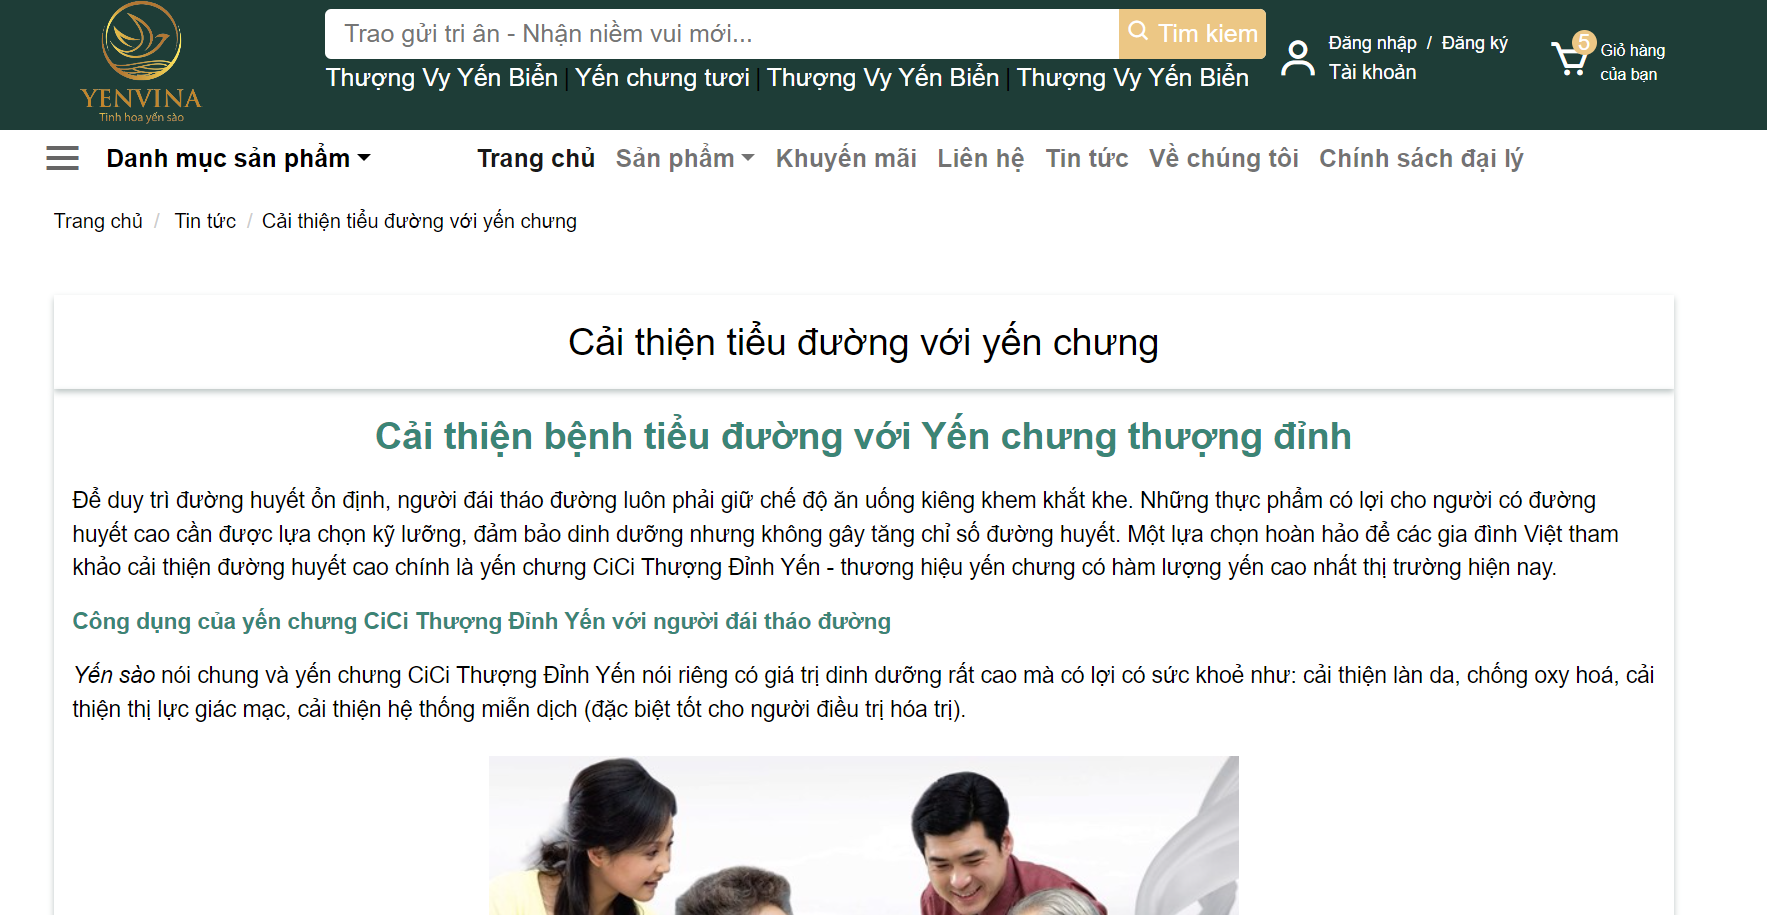 YENVINA
Tinh hoa yến sào
Trao gửi tri ân - Nhận niềm vui mới...
Tim kiem
Thượng Vy Yến Biển | Yến chưng tươi | Thượng Vy Yến Biển | Thượng Vy Yến Biển
Đăng nhập / Đăng ký
Tài khoản
5
Giỏ hàng
của bạn
Danh mục sản phẩm
Trang chủ Sản phẩm Khuyến mãi Liên hệ Tin tức Về chúng tôi Chính sách đại lý
Trang chủ / Tin tức / Cải thiện tiểu đường với yến chưng
Cải thiện tiểu đường với yến chưng
Cải thiện bệnh tiểu đường với Yến chưng thượng đỉnh
Để duy trì đường huyết ổn định, người đái tháo đường luôn phải giữ chế độ ăn uống kiêng khem khắt khe. Những thực phẩm có lợi cho người có đường
huyết cao cần được lựa chọn kỹ lưỡng, đảm bảo dinh dưỡng nhưng không gây tăng chỉ số đường huyết. Một lựa chọn hoàn hảo để các gia đình Việt tham
khảo cải thiện đường huyết cao chính là yến chưng CiCi Thượng Đỉnh Yến - thương hiệu yến chưng có hàm lượng yến cao nhất thị trường hiện nay.
Công dụng của yến chưng CiCi Thượng Đỉnh Yến với người đái tháo đường
Yến sào nói chung và yến chưng CiCi Thượng Đỉnh Yến nói riêng có giá trị dinh dưỡng rất cao mà có lợi có sức khoẻ như: cải thiện làn da, chống oxy hoá, cải
thiện thị lực giác mạc, cải thiện hệ thống miễn dịch (đặc biệt tốt cho người điều trị hóa trị).